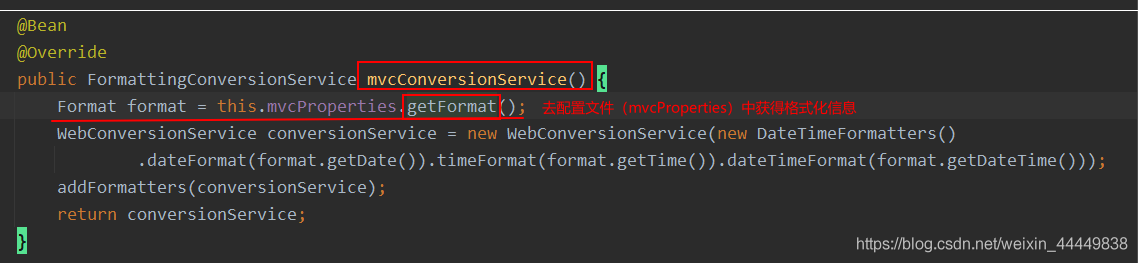 @Bean
@Override
public FormattingConversionService mvcConversionService() {
Format format = this.mvcProperties.getFormat(); 去配置文件（mvcProperties）中获得格式化信息
WebConversionService conversionService = new WebConversionService(new DateTimeFormatters()
.dateFormat(format.getDate()).timeFormat(format.getTime()).dateTimeFormat(format.getDateTime()));
addFormatters(conversionService);
return conversionService;
}
https://blog.csdn.net/weixin_44449838